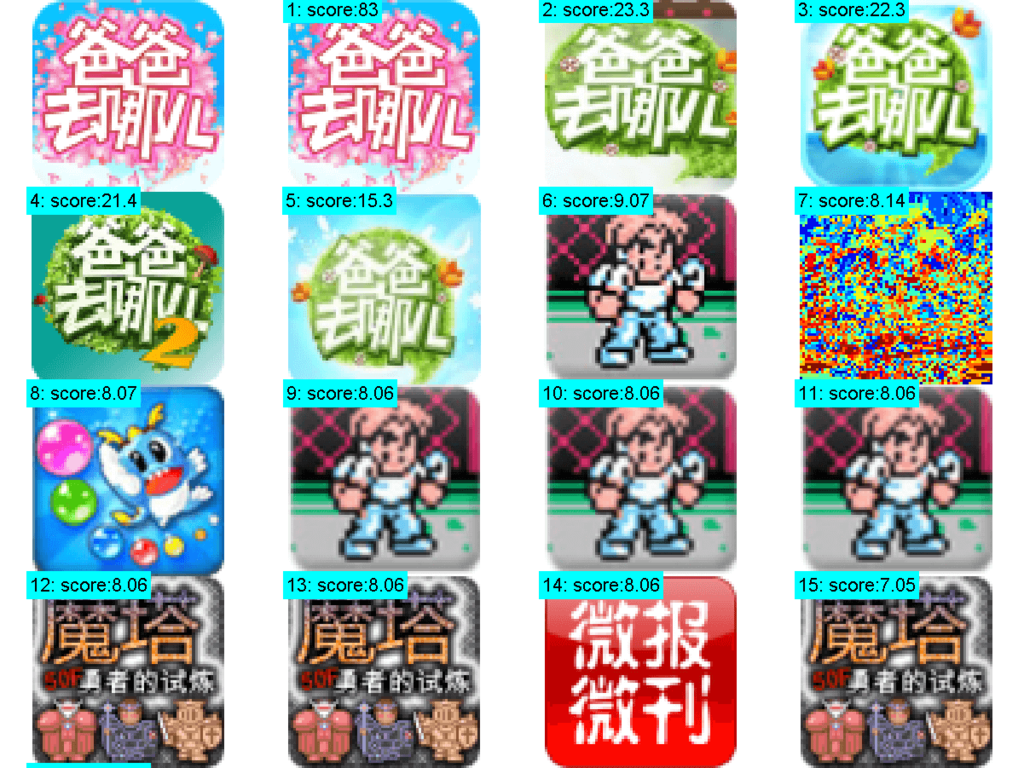 爸爸
去哪儿
1: score:83
爸爸
去哪儿
2: score:23.3
爸爸
去哪儿
3: score:22.3
爸爸
去哪儿
4: score:21.4
爸爸
去哪儿
2
5: score:15.3
爸爸
去哪儿
6: score:9.07
7: score:8.14
8: score:8.07
9: score:8.06
10: score:8.06
11: score:8.06
12: score:8.06
魔塔
50F勇者的试炼
13: score:8.06
魔塔
50F勇者的试炼
14: score:8.06
微报
微刊
15: score:7.05
魔塔
50F勇者的试炼